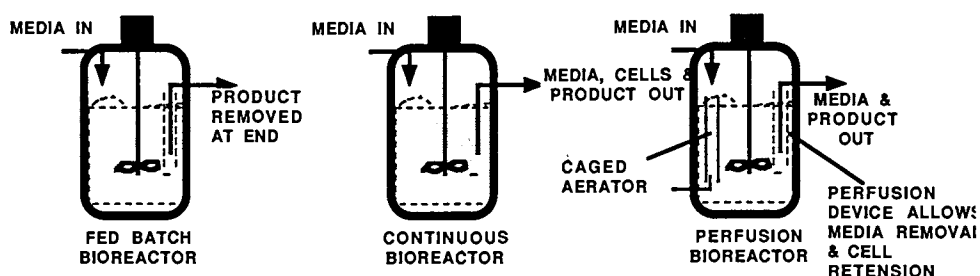 MEDIA IN
PRODUCT
REMOVED
AT END
FED BATCH
BIOREACTOR
MEDIA IN
MEDIA, CELLS &
PRODUCT OUT
CONTINUOUS
BIOREACTOR
MEDIA IN
MEDIA &
PRODUCT
OUT
CAGED
AERATOR
PERFUSION
DEVICE ALLOWS
MEDIA REMOVAL
& CELL
RETENSION
PERFUSION
BIOREACTOR